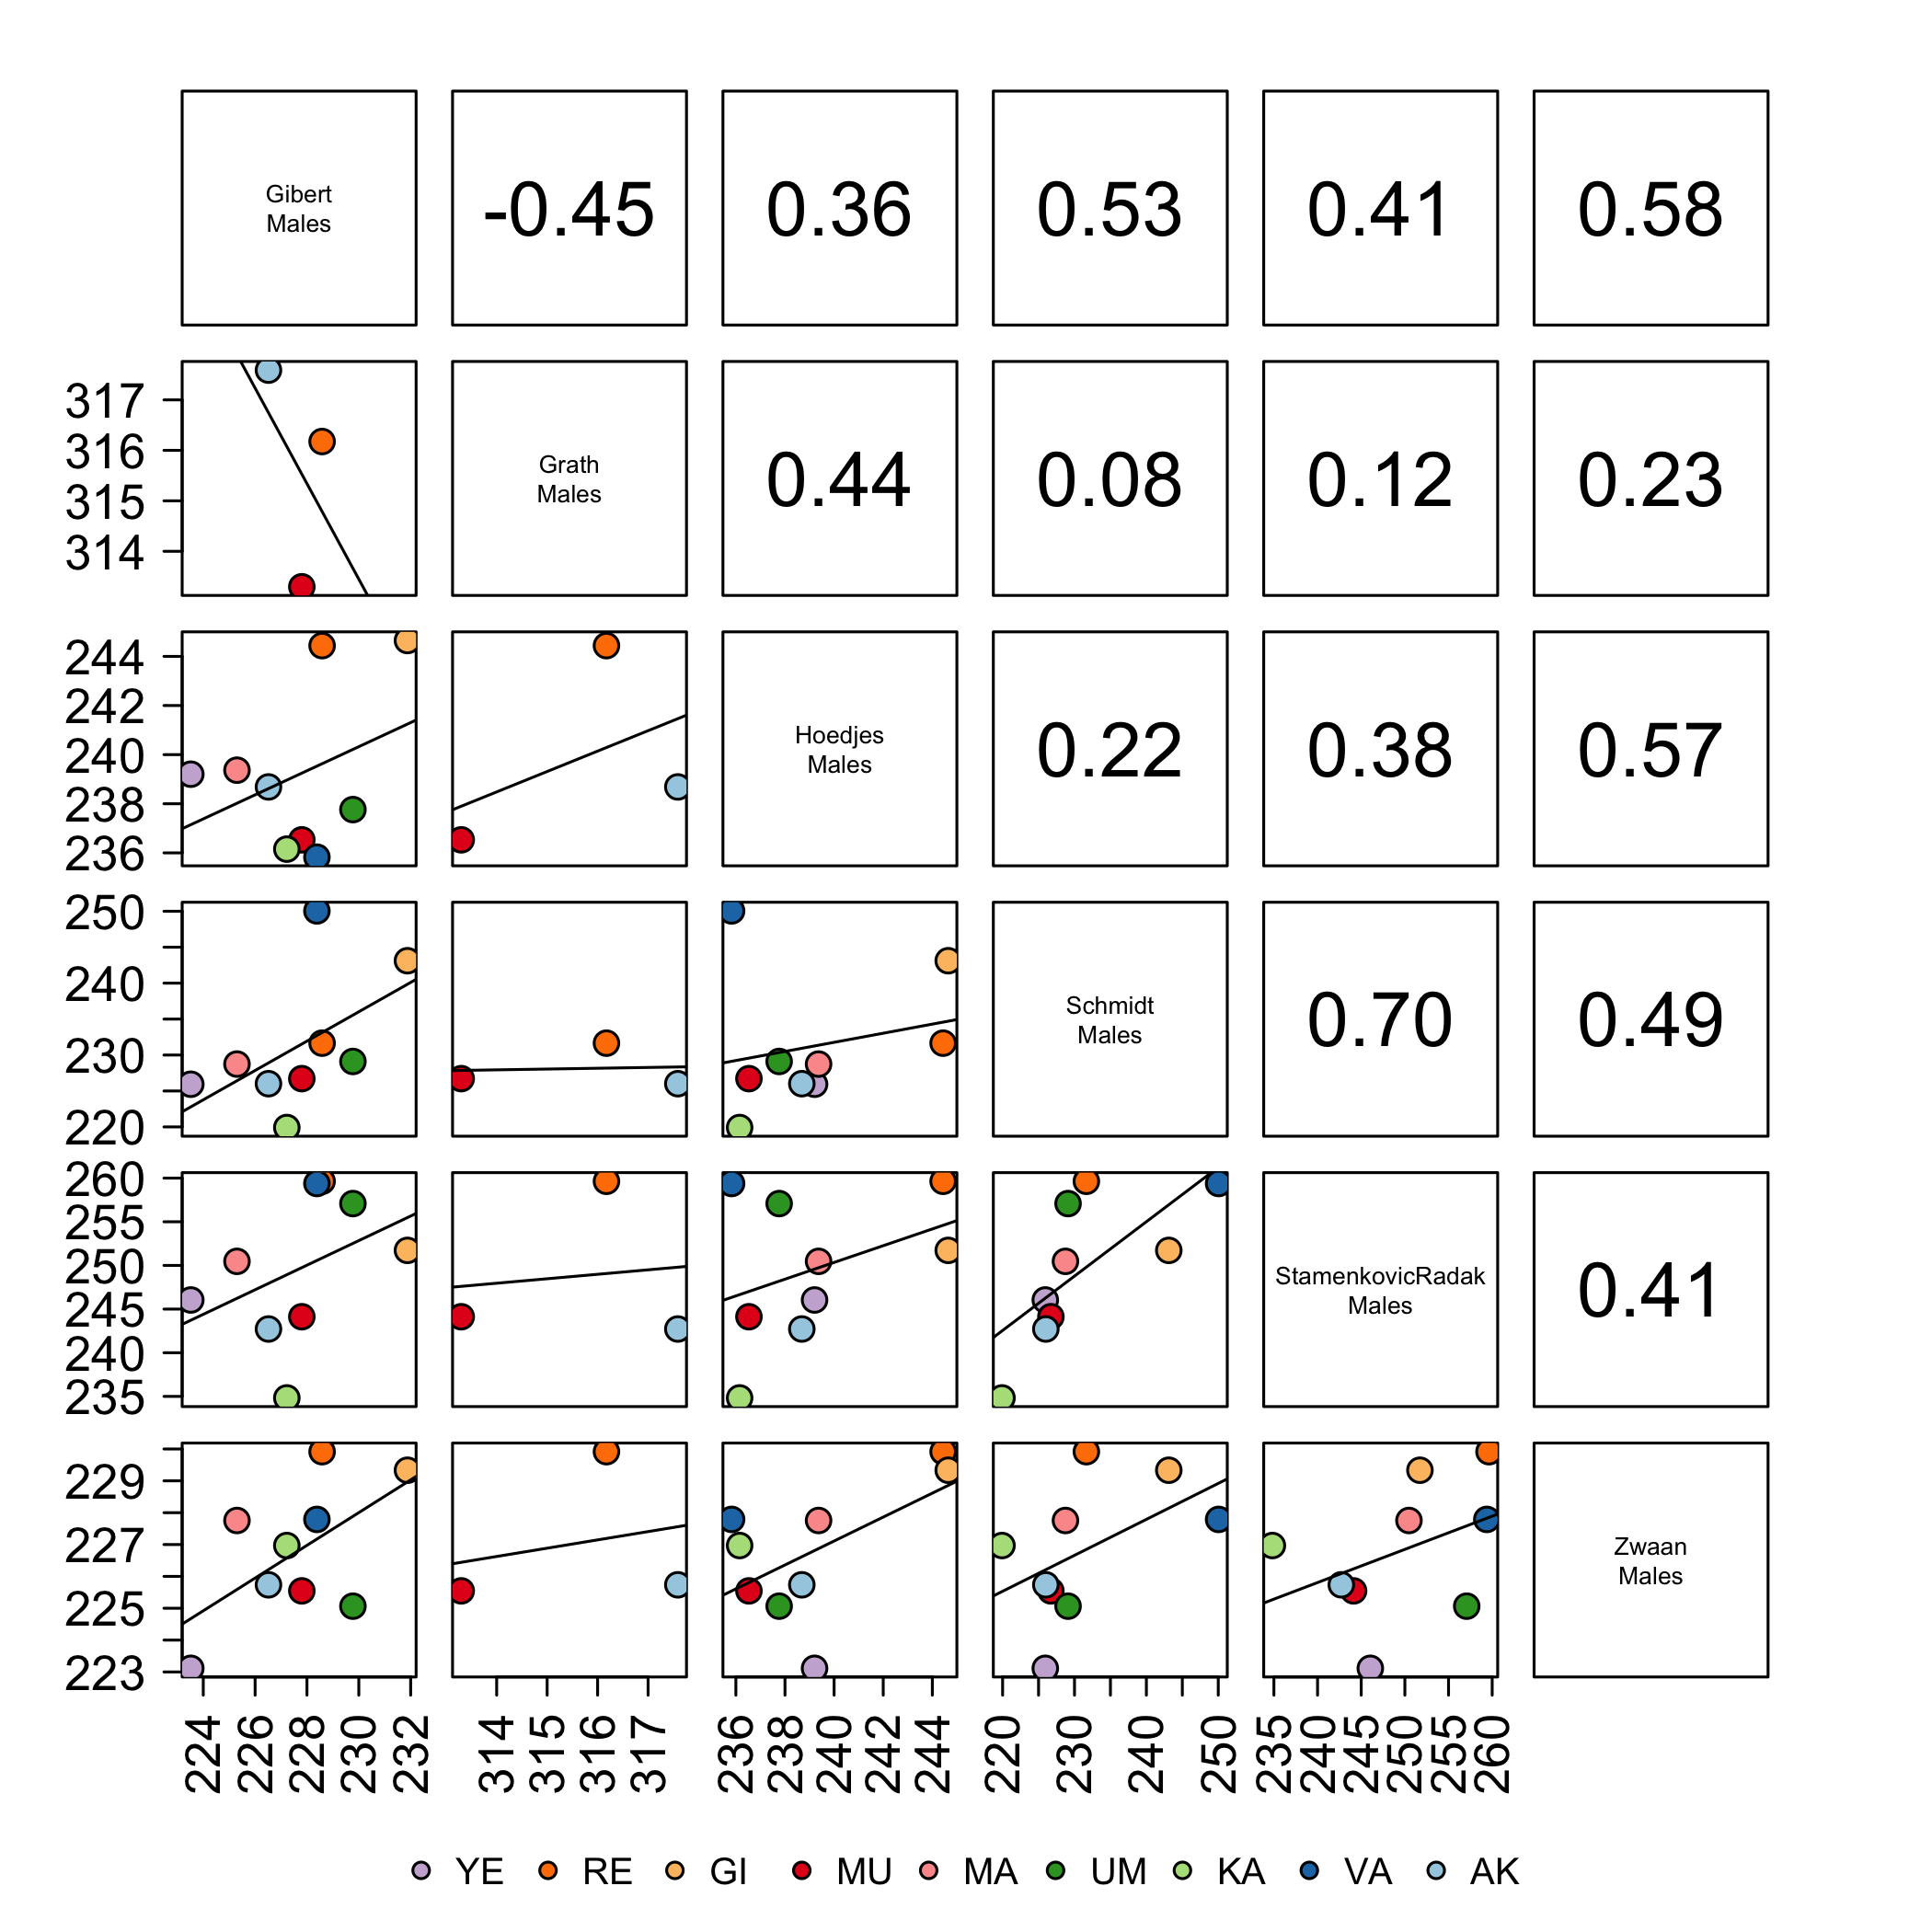 Gibert
Males
-0.45
0.36
0.53
0.41
0.58
317
316
315
314
Grath
Males
0.44
0.08
0.12
0.23
244
242
240
238
236
Hoedjes
Males
0.22
0.38
0.57
250
240
230
220
Schmidt
Males
0.70
0.49
260
255
250
245
240
235
StamenkovicRadak
Males
0.41
229
227
225
223
Zwaan
Males
224 226 228 230 232
314 315 316 317
236 238 240 242 244
220 230 240 250
235 240 245 250 255 260
YE RE GI MU MA UM KA VA AK